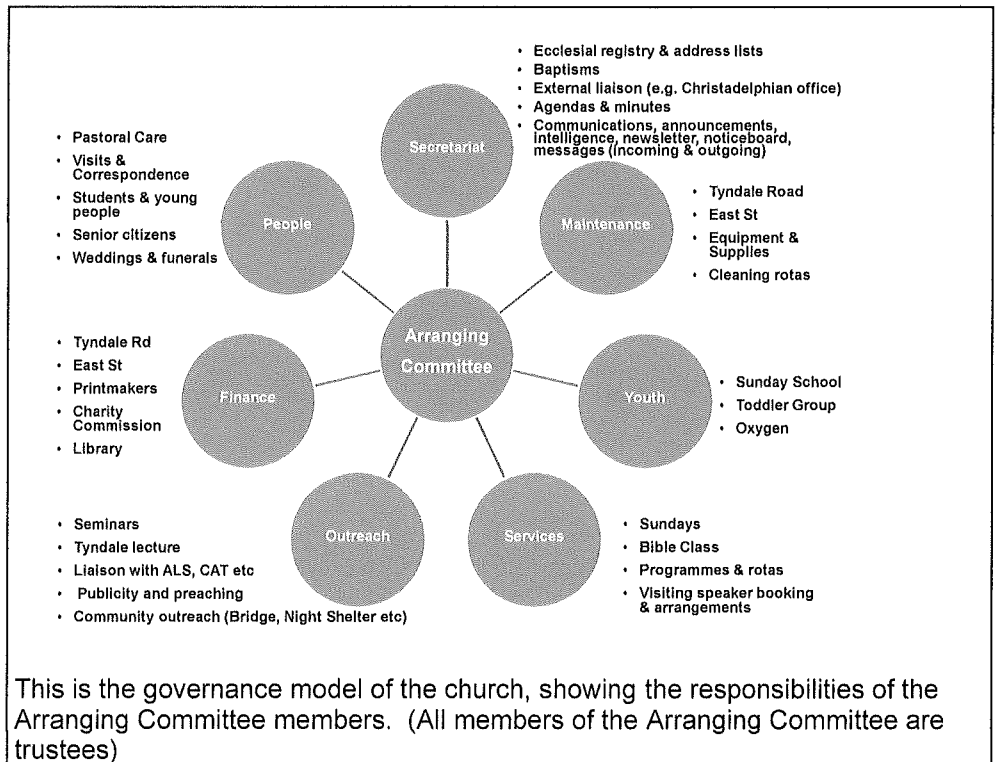 • Ecclesial registry & address lists
• Baptisms
• External liaison (e.g. Christadelphian office)
• Agendas & minutes
• Communications, announcements,
intelligence, newsletter, noticeboard,
messages (incoming & outgoing)
Secretariat
• Pastoral Care
• Visits &
Correspondence
• Students & young
people
• Senior citizens
• Weddings & funerals
People
Maintenance
• Tyndale Road
• East St
• Equipment &
Supplies
• Cleaning rotas
Arranging
Committee
• Tyndale Rd
• East St
• Printmakers
• Charity
Commission
• Library
Finance
Youth
• Sunday School
• Toddler Group
• Oxygen
• Seminars
• Tyndale lecture
• Liaison with ALS, CAT etc
• Publicity and preaching
• Community outreach (Bridge, Night Shelter etc)
Outreach
Services
• Sundays
• Bible Class
• Programmes & rotas
• Visiting speaker booking
& arrangements
This is the governance model of the church, showing the responsibilities of the
Arranging Committee members. (All members of the Arranging Committee are
trustees)